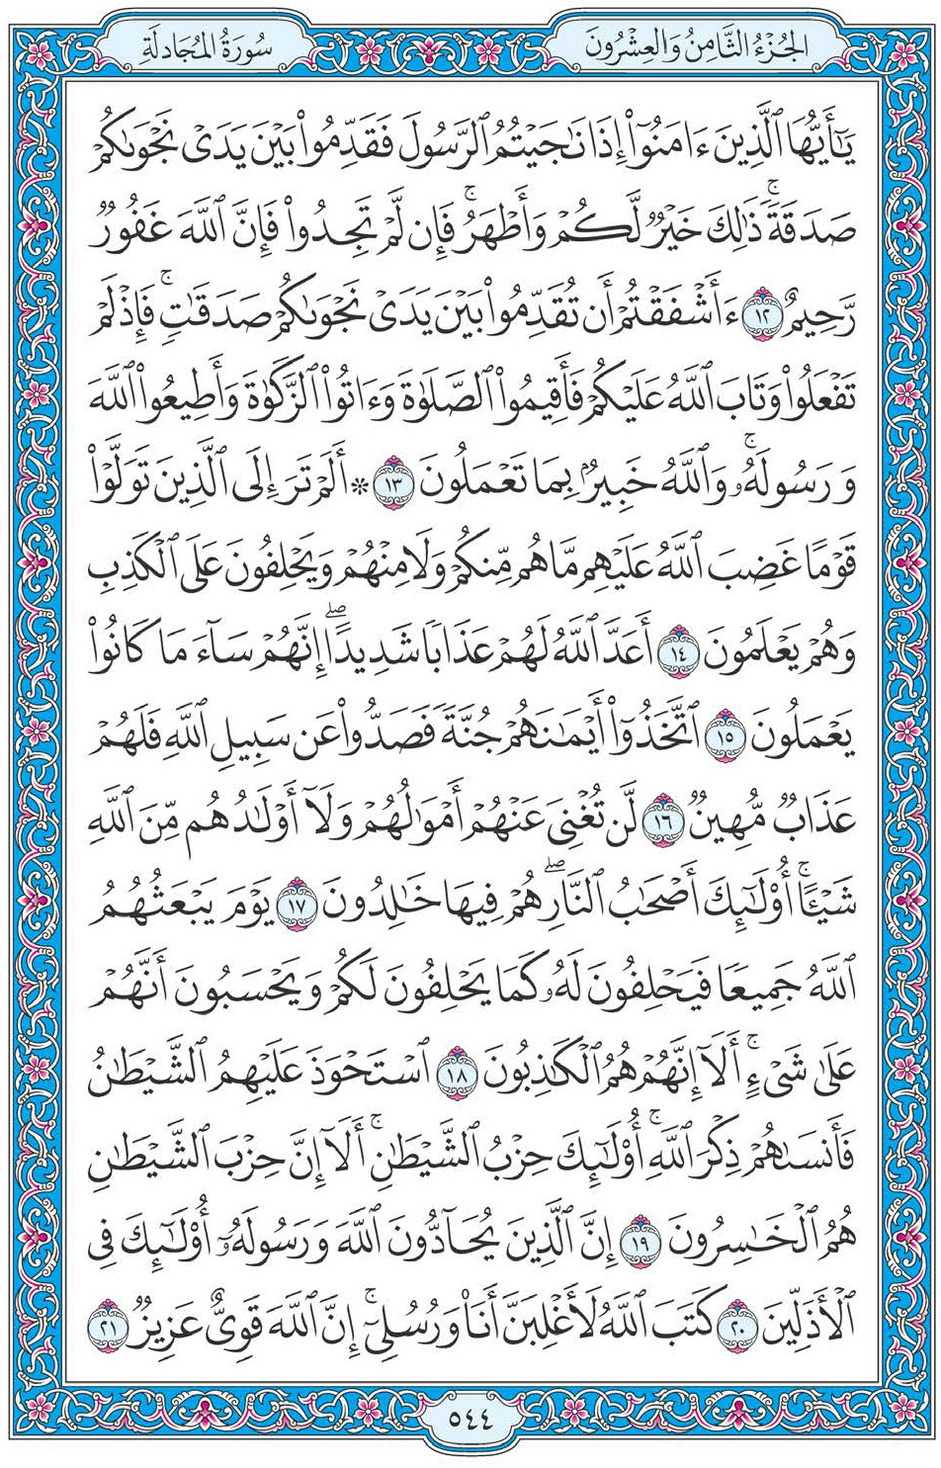 الجُزْءُ الثَّامِنُ وَالعِشْرُونَ
سُورَةُ المُجَادلَةِ
يَٰٓأَيُّهَا ٱلَّذِينَ ءَامَنُوٓاْ إِذَا نَٰجَيۡتُمُ ٱلرَّسُولَ فَقَدِّمُواْ بَيۡنَ يَدَيۡ نَجۡوَىٰكُمۡ
صَدَقَةٗۚ ذَٰلِكَ خَيۡرٞ لَّكُمۡ وَأَطۡهَرُۚ فَإِن لَّمۡ تَجِدُواْ فَإِنَّ ٱللَّهَ غَفُورٞ
رَّحِيمٌ ١٢ ءَأَشۡفَقۡتُمۡ أَن تُقَدِّمُواْ بَيۡنَ يَدَيۡ نَجۡوَىٰكُمۡ صَدَقَٰتٖۚ فَإِذۡ لَمۡ
تَفۡعَلُواْ وَتَابَ ٱللَّهُ عَلَيۡكُمۡ فَأَقِيمُواْ ٱلصَّلَوٰةَ وَءَاتُواْ ٱلزَّكَوٰةَ وَأَطِيعُواْ ٱللَّهَ
وَرَسُولَهُۥۚ وَٱللَّهُ خَبِيرُۢ بِمَا تَعۡمَلُونَ ١٣ ۞ أَلَمۡ تَرَ إِلَى ٱلَّذِينَ تَوَلَّوۡاْ
قَوۡمًا غَضِبَ ٱللَّهُ عَلَيۡهِم مَّا هُم مِّنكُمۡ وَلَا مِنۡهُمۡ وَيَحۡلِفُونَ عَلَى ٱلۡكَذِبِ
وَهُمۡ يَعۡلَمُونَ ١٤ أَعَدَّ ٱللَّهُ لَهُمۡ عَذَابٗا شَدِيدًاۖ إِنَّهُمۡ سَآءَ مَا كَانُواْ
يَعۡمَلُونَ ١٥ ٱتَّخَذُوٓاْ أَيۡمَٰنَهُمۡ جُنَّةٗ فَصَدُّواْ عَن سَبِيلِ ٱللَّهِ فَلَهُمۡ
عَذَابٞ مُّهِينٞ ١٦ لَّن تُغۡنِيَ عَنۡهُمۡ أَمۡوَٰلُهُمۡ وَلَآ أَوۡلَٰدُهُم مِّنَ ٱللَّهِ
شَيۡـًٔاۚ أُوْلَٰٓئِكَ أَصۡحَٰبُ ٱلنَّارِۖ هُمۡ فِيهَا خَٰلِدُونَ ١٧ يَوۡمَ يَبۡعَثُهُمُ
ٱللَّهُ جَمِيعٗا فَيَحۡلِفُونَ لَهُۥ كَمَا يَحۡلِفُونَ لَكُمۡ وَيَحۡسَبُونَ أَنَّهُمۡ
عَلَىٰ شَيۡءٍۚ أَلَآ إِنَّهُمۡ هُمُ ٱلۡكَٰذِبُونَ ١٨ ٱسۡتَحۡوَذَ عَلَيۡهِمُ ٱلشَّيۡطَٰنُ
فَأَنسَىٰهُمۡ ذِكۡرَ ٱللَّهِۚ أُوْلَٰٓئِكَ حِزۡبُ ٱلشَّيۡطَٰنِۚ أَلَآ إِنَّ حِزۡبَ ٱلشَّيۡطَٰنِ
هُمُ ٱلۡخَٰسِرُونَ ١٩ إِنَّ ٱلَّذِينَ يُحَآدُّونَ ٱللَّهَ وَرَسُولَهُۥٓ أُوْلَٰٓئِكَ فِي
ٱلۡأَذَلِّينَ ٢٠ كَتَبَ ٱللَّهُ لَأَغۡلِبَنَّ أَنَا۠ وَرُسُلِيٓۚ إِنَّ ٱللَّهَ قَوِيٌّ عَزِيزٞ ٢١
٥٤٤